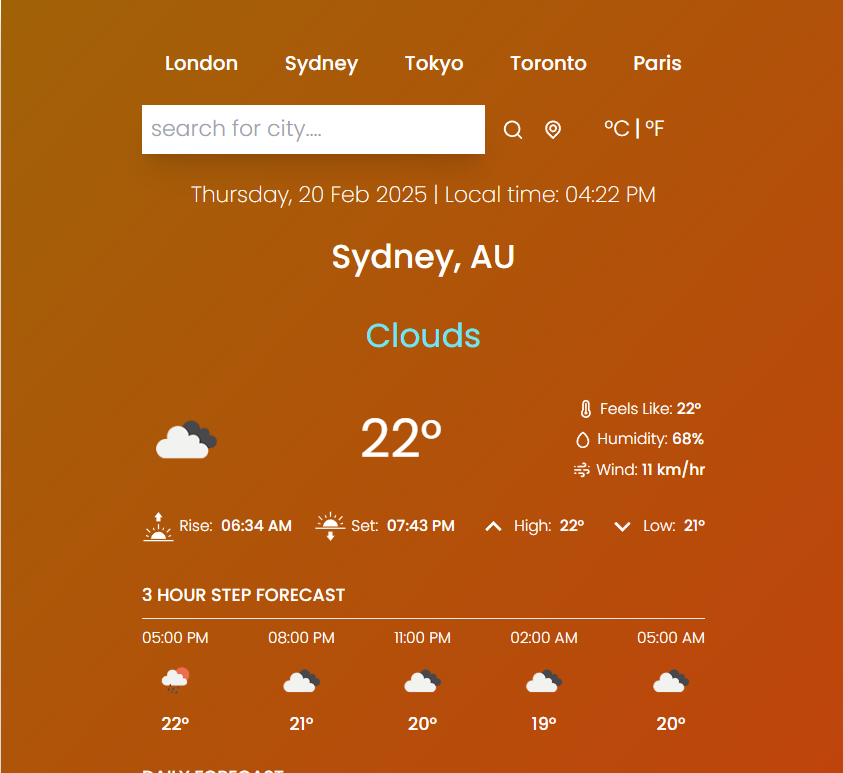 London Sydney Tokyo Toronto Paris
search for city....
°C | °F
Thursday, 20 Feb 2025 | Local time: 04:22 PM
Sydney, AU
Clouds
22°
Feels Like: 22°
Humidity: 68%
Wind: 11 km/hr
Rise: 06:34 AM Set: 07:43 PM High: 22° Low: 21°
3 HOUR STEP FORECAST
05:00 PM 08:00 PM 11:00 PM 02:00 AM 05:00 AM
22° 21° 20° 19° 20°
DAILY FORECAST